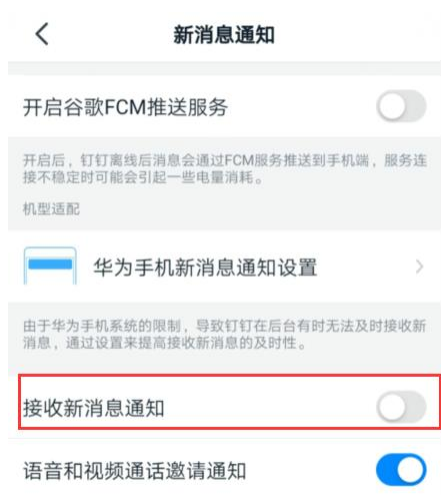 新消息通知
开启谷歌FCM推送服务
开启后，钉钉离线后消息会通过FCM服务推送到手机端，服务连
接不稳定时可能会引起一些电量消耗。
机型适配
华为手机新消息通知设置
由于华为手机系统的限制，导致钉钉在后台有时无法及时接收新
消息，通过设置来提高接收新消息的及时性。
接收新消息通知
语音和视频通话邀请通知